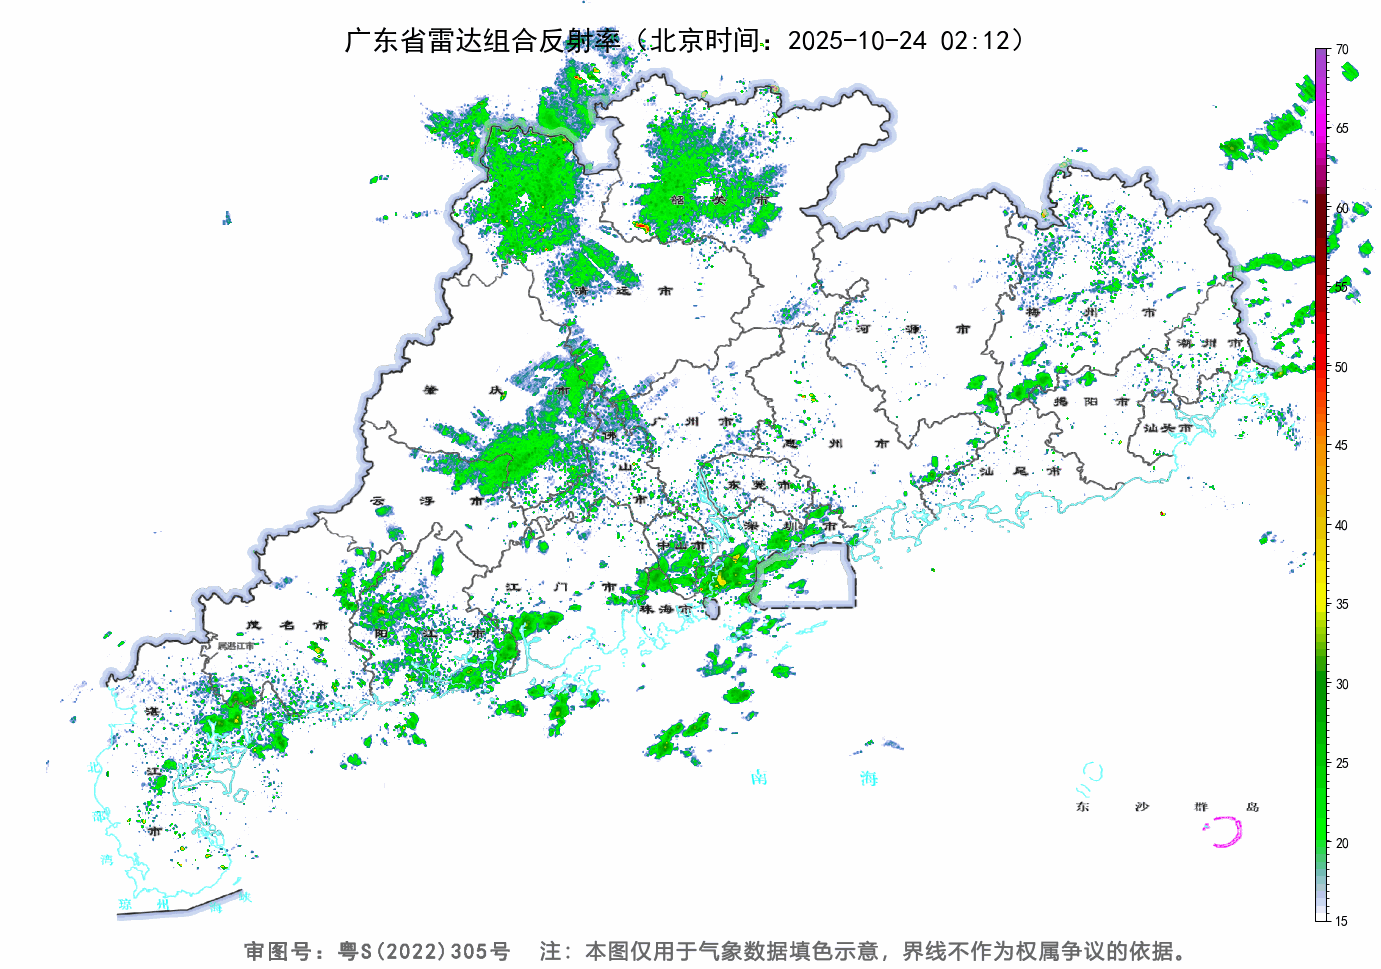 广东省雷达组合反射率（北京时间：2025-10-24 02:12）
70
65
60
55
50
45
40
35
30
25
20
15
韶关市
清远市
梅州市
河源市
潮州市
肇庆市
揭阳市
广州市
汕头市
佛山市
惠州市
汕尾市
东莞市
云浮市
深圳市
中山市
江门市
珠海市
茂名市
阳江市
属湛江市
湛江市
北部湾
南海
东沙群岛
琼州海峡
审图号：粤S(2022)305号 注：本图仅用于气象数据填色示意，界线不作为权属争议的依据。